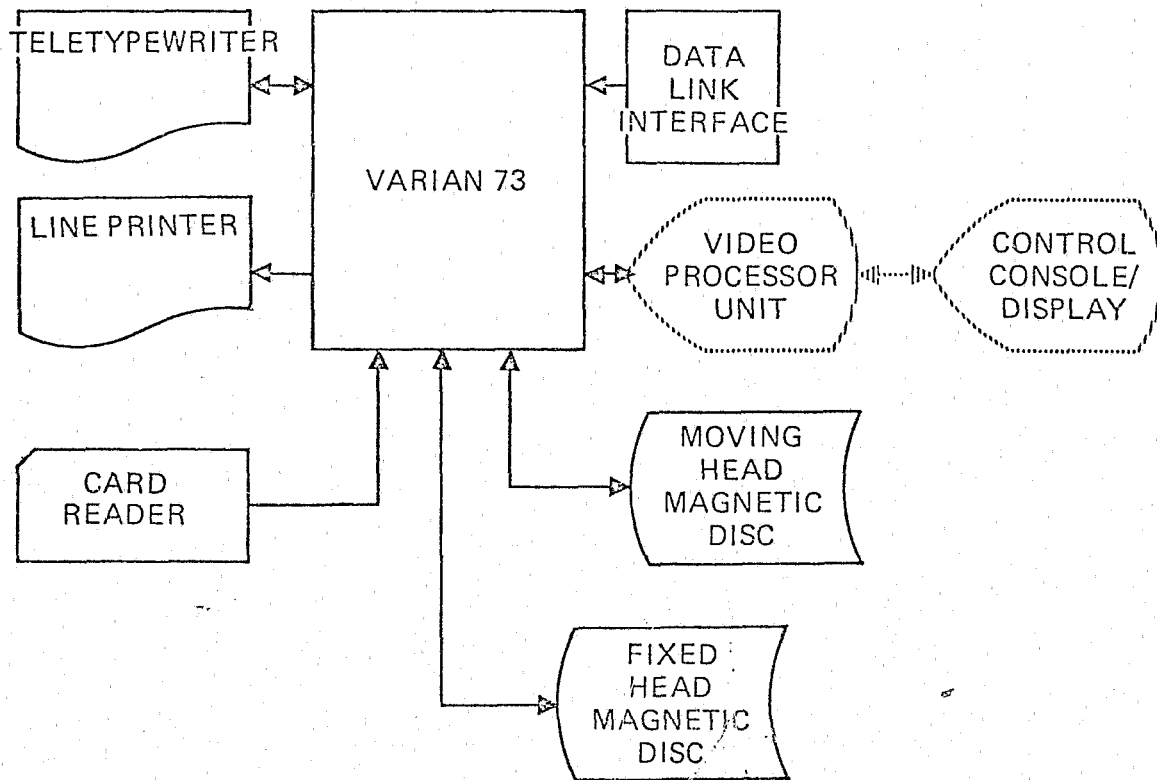 TELETYPEWRITER
DATA
LINK
INTERFACE
VARIAN 73
LINE PRINTER
VIDEO
PROCESSOR
UNIT
CONTROL
CONSOLE/
DISPLAY
CARD
READER
MOVING
HEAD
MAGNETIC
DISC
FIXED
HEAD
MAGNETIC
DISC